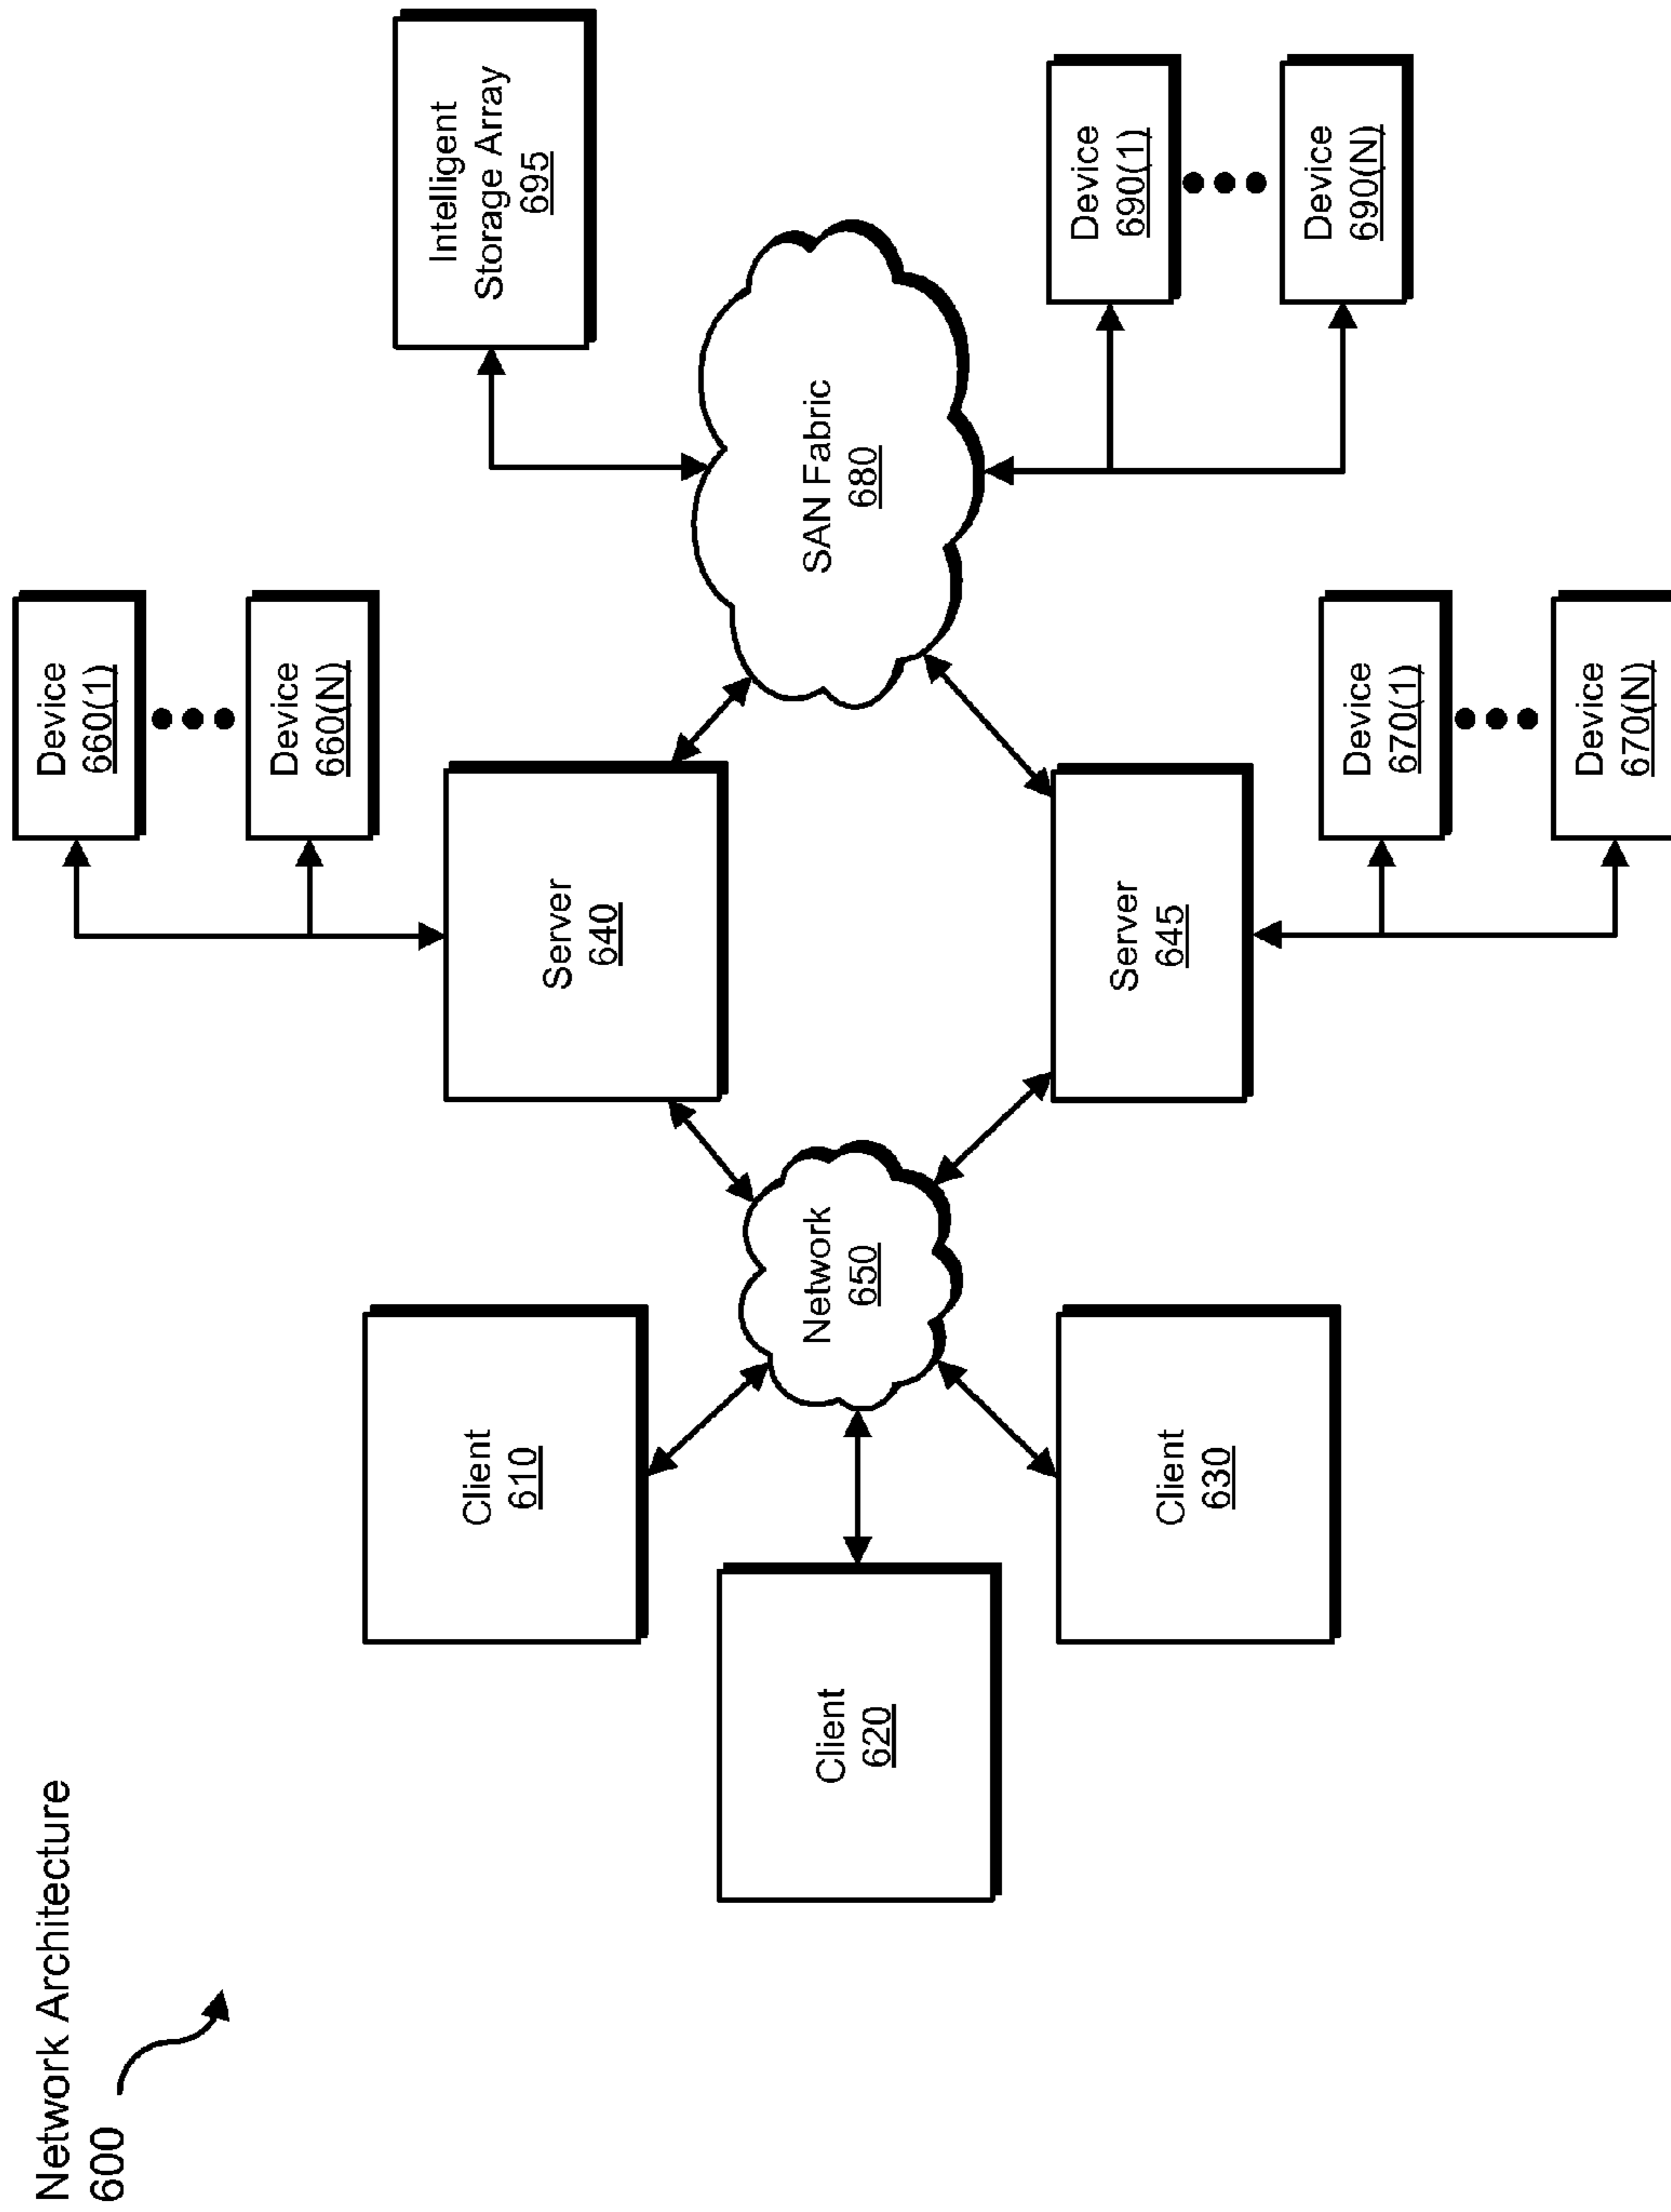 Network Architecture
600
Device
660(1)
Device
660(N)
Intelligent
Storage Array
695
Client
610
Server
640
Client
620
Network
650
SAN Fabric
680
Client
630
Server
645
Device
690(1)
Device
690(N)
Device
670(1)
Device
670(N)